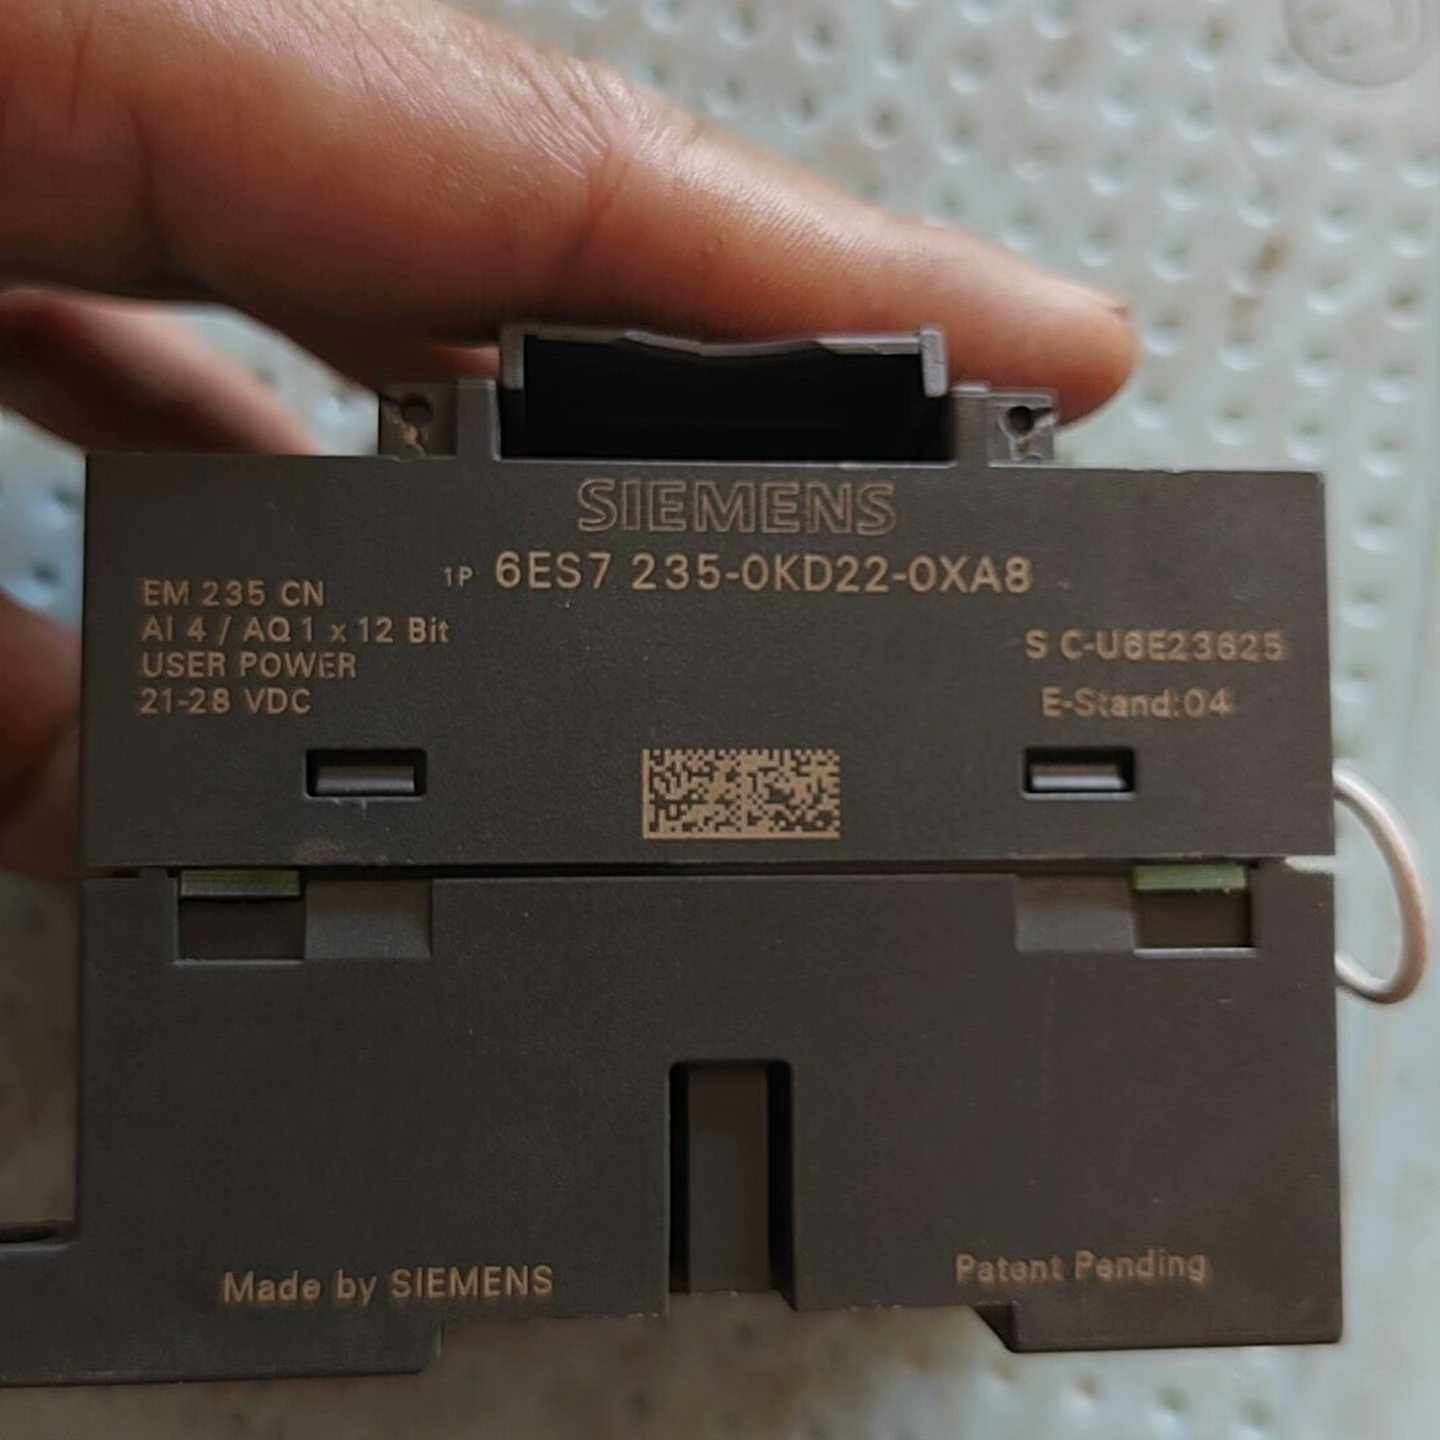 SIEMENS
1P 6ES7 235-0KD22-0XA8
EM 235 CN
AI 4 / AQ 1 x 12 Bit
USER POWER
21-28 VDC
S C-U6E23625
E-Stand:04
Made by SIEMENS
Patent Pending